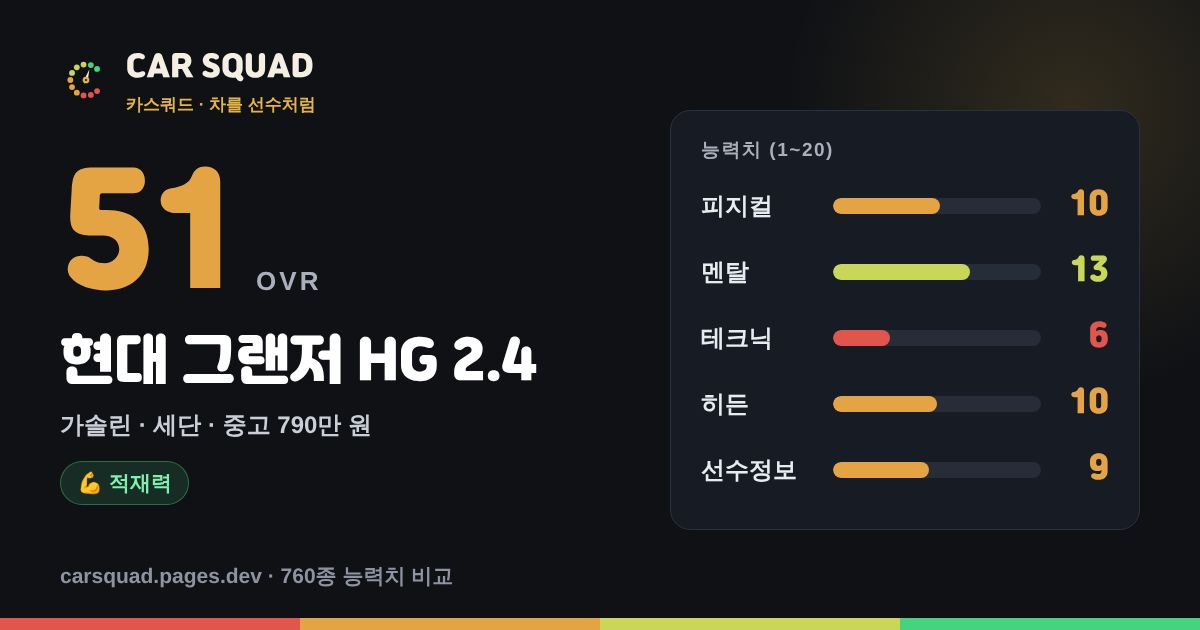 CAR SQUAD
카스쿼드 · 차를 선수처럼
51 OVR
현대 그랜저 HG 2.4
가솔린 · 세단 · 중고 790만 원
💪 적재력
carsquad.pages.dev · 760종 능력치 비교
능력치 (1~20)
피지컬 10
멘탈 13
테크닉 6
히든 10
선수정보 9